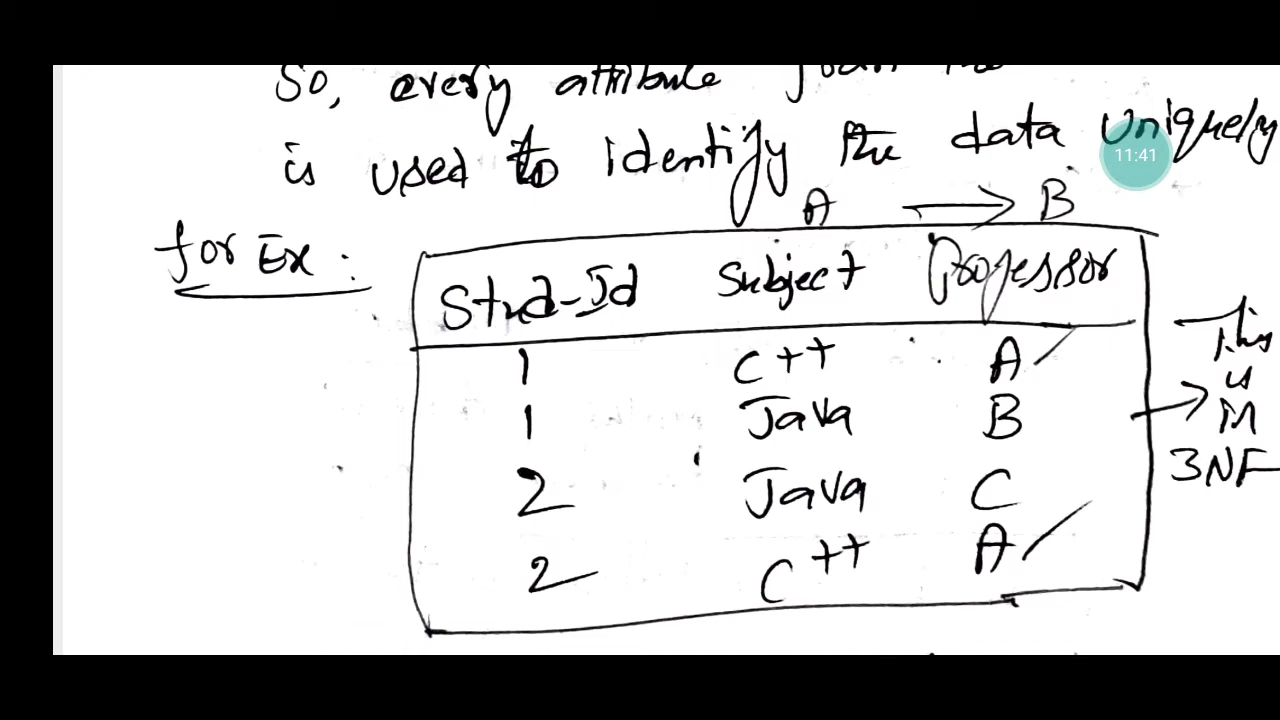 So, every attribute
is used to identify the data uniquely
11:41
A → B
for Ex :
Stud-Id Subject Professor
1 C++ A
1 Java B
2 Java C
2 C++ A
→ This is in 3NF